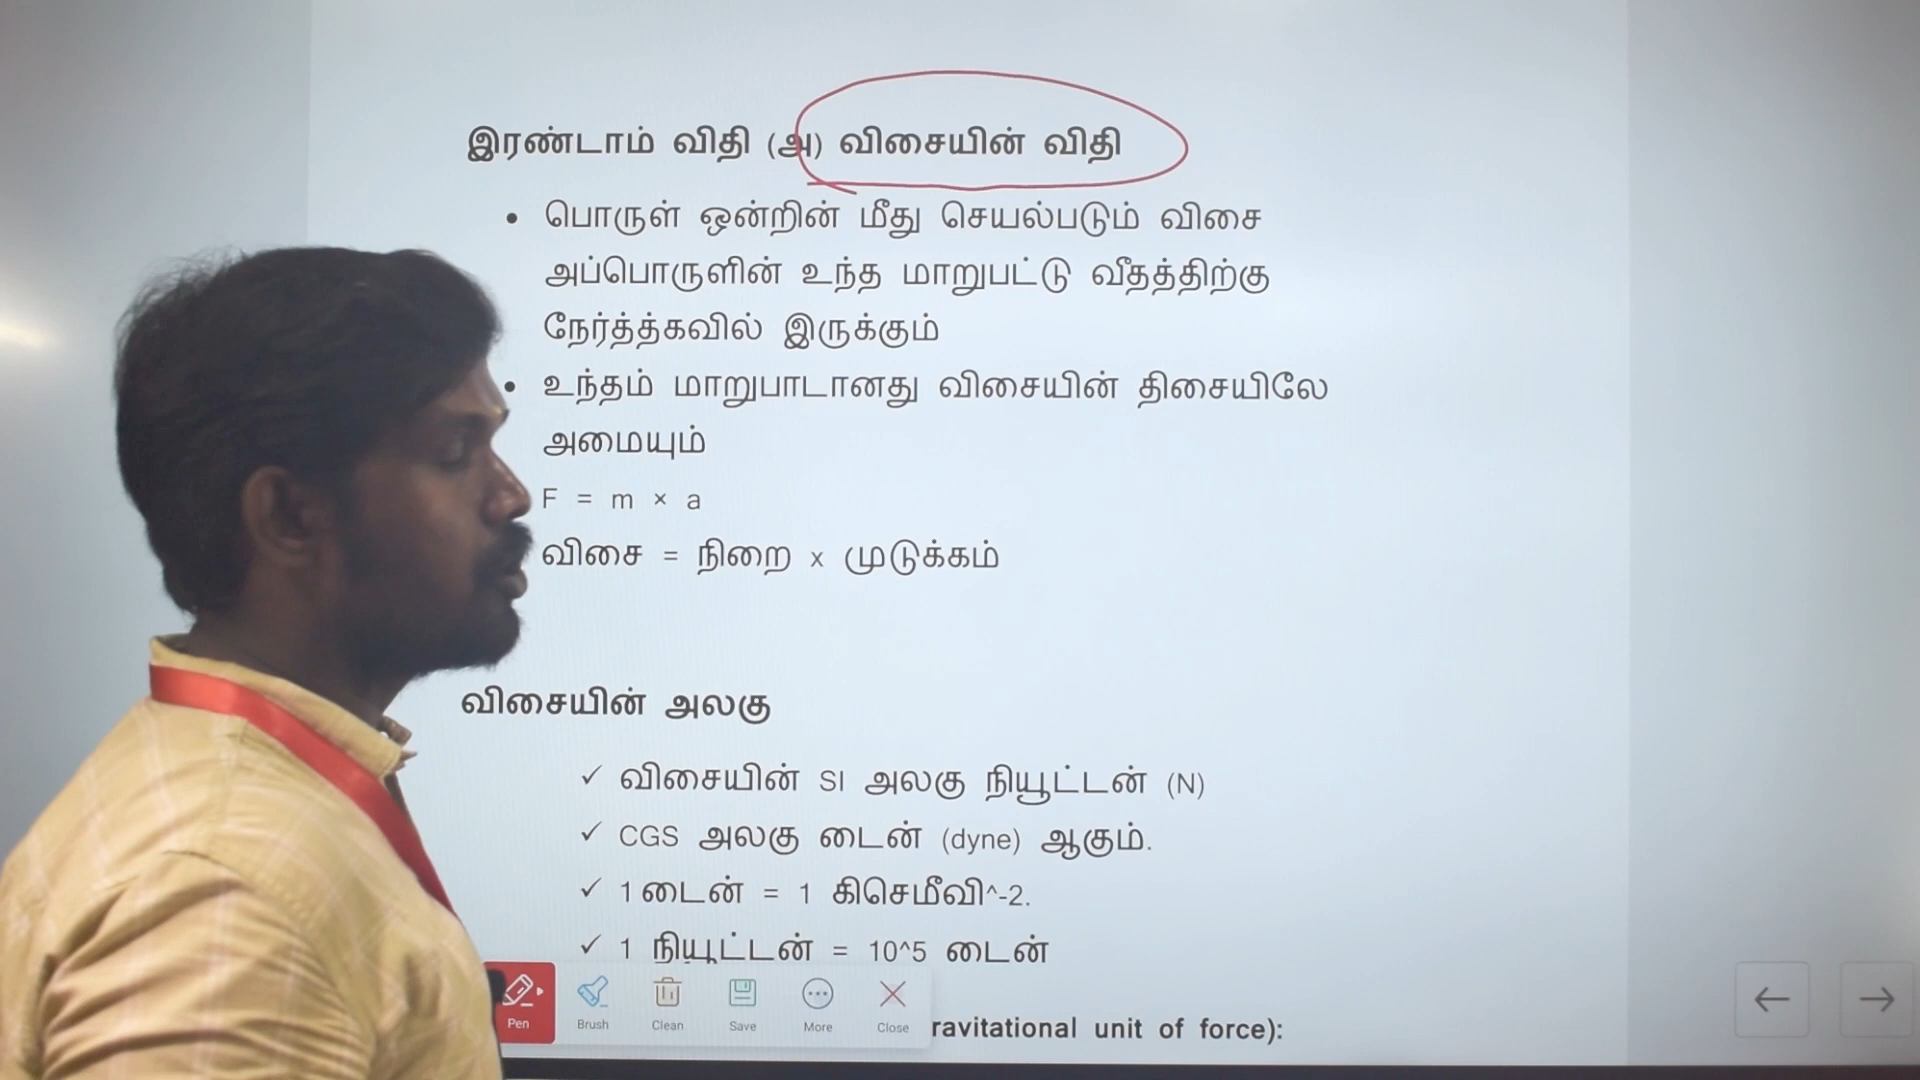 இரண்டாம் விதி (அ) விசையின் விதி
• பொருள் ஒன்றின் மீது செயல்படும் விசை
அப்பொருளின் உந்த மாறுபட்டு வீதத்திற்கு
நேர்த்த்கவில் இருக்கும்
• உந்தம் மாறுபாடானது விசையின் திசையிலே
அமையும்
F = m × a
விசை = நிறை x முடுக்கம்
விசையின் அலகு
✓ விசையின் SI அலகு நியூட்டன் (N)
✓ CGS அலகு டைன் (dyne) ஆகும்.
✓ 1 டைன் = 1 கிசெமீவி^-2.
✓ 1 நியூட்டன் = 10^5 டைன்
ravitational unit of force):
Pen Brush Clean Save More Close